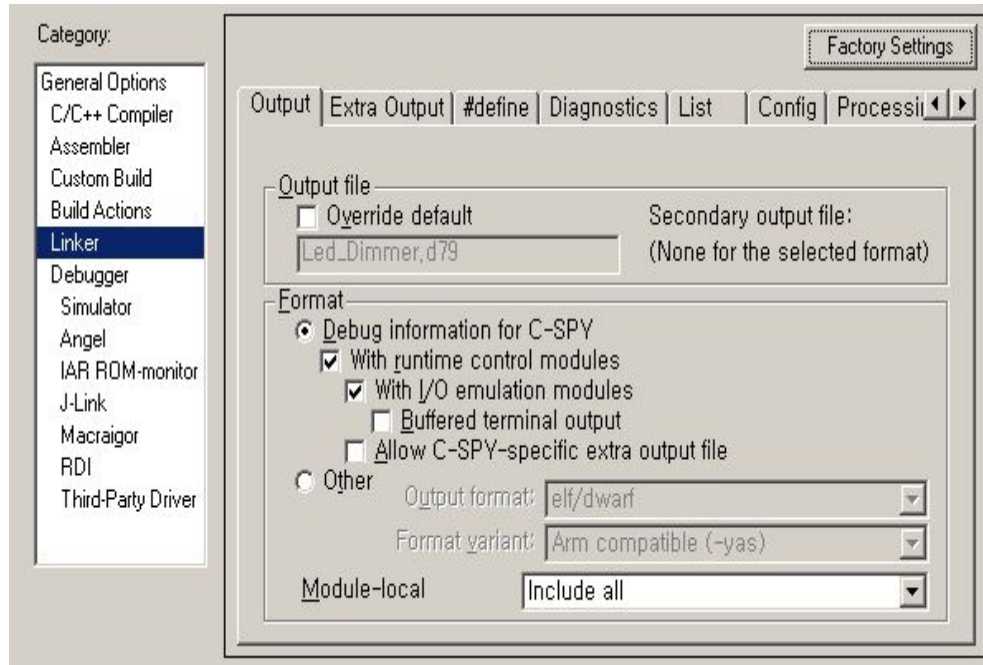 Category:
Factory Settings
General Options
C/C++ Compiler
Assembler
Custom Build
Build Actions
Linker
Debugger
Simulator
Angel
IAR ROM-monitor
J-Link
Macraigor
RDI
Third-Party Driver
Output Extra Output #define Diagnostics List Config
Output file
Override default
Secondary output file:
Led_Dimmer,d79
(None for the selected format)
Format
Debug information for C-SPY
With runtime control modules
With I/O emulation modules
Buffered terminal output
Allow C-SPY-specific extra output file
Other
Output format: elf/dwarf
Format variant: Arm compatible (-yas)
Module-local Include all